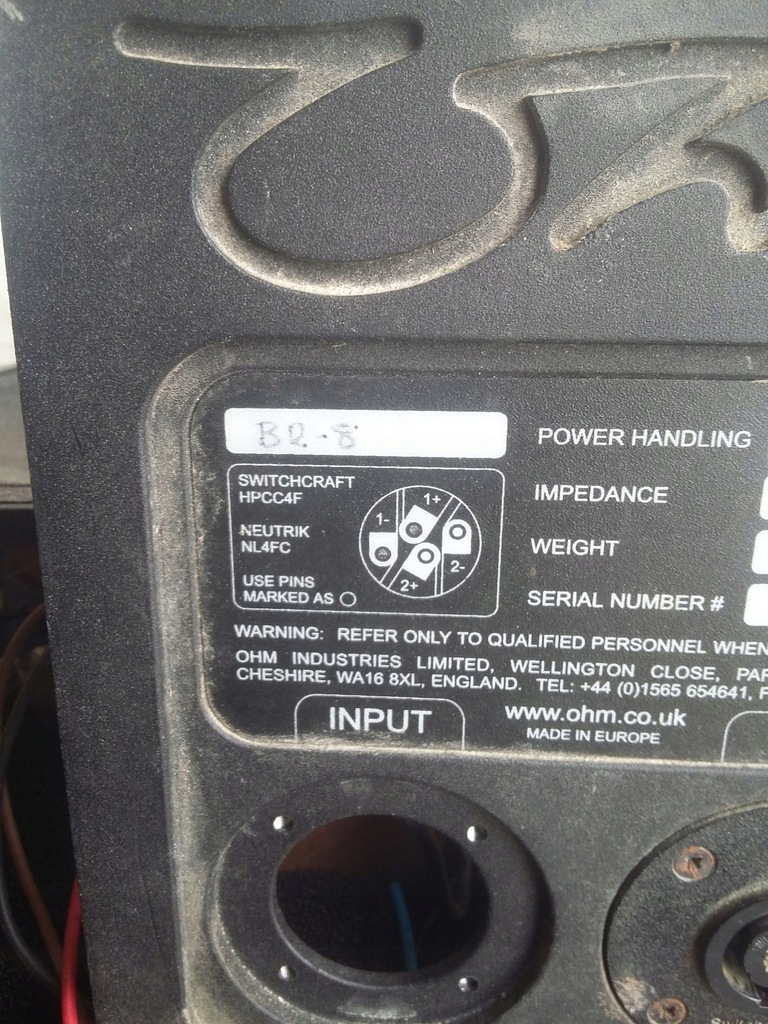 B2-8
POWER HANDLING
SWITCHCRAFT
HPCC4F
NEUTRIK
NL4FC
USE PINS
MARKED AS
1+
1-
2-
2+
IMPEDANCE
WEIGHT
SERIAL NUMBER #
WARNING: REFER ONLY TO QUALIFIED PERSONNEL WHEN
OHM INDUSTRIES LIMITED, WELLINGTON CLOSE, PAR
CHESHIRE, WA16 8XL, ENGLAND. TEL: +44 (0)1565 654641, F
INPUT
www.ohm.co.uk
MADE IN EUROPE